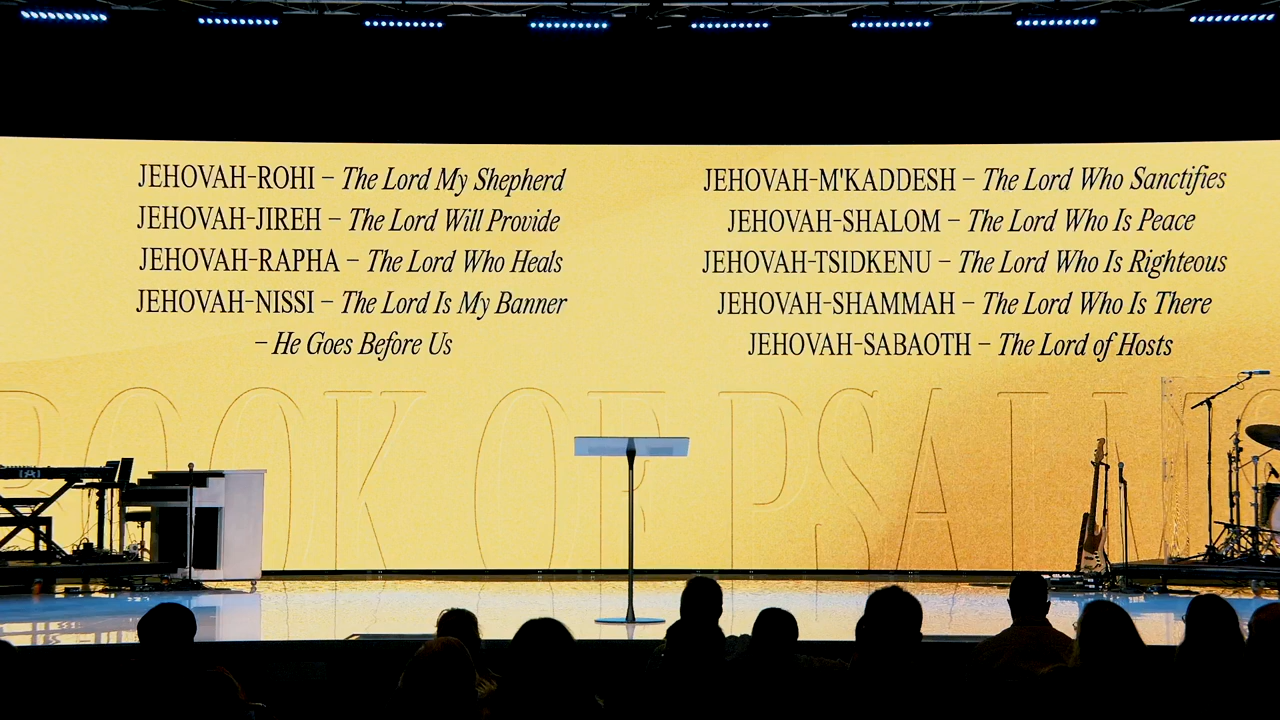 JEHOVAH-ROHI – The Lord My Shepherd
JEHOVAH-JIREH – The Lord Will Provide
JEHOVAH-RAPHA – The Lord Who Heals
JEHOVAH-NISSI – The Lord Is My Banner
– He Goes Before Us
JEHOVAH-M'KADDESH – The Lord Who Sanctifies
JEHOVAH-SHALOM – The Lord Who Is Peace
JEHOVAH-TSIDKENU – The Lord Who Is Righteous
JEHOVAH-SHAMMAH – The Lord Who Is There
JEHOVAH-SABAOTH – The Lord of Hosts
BOOK OF PSALMS